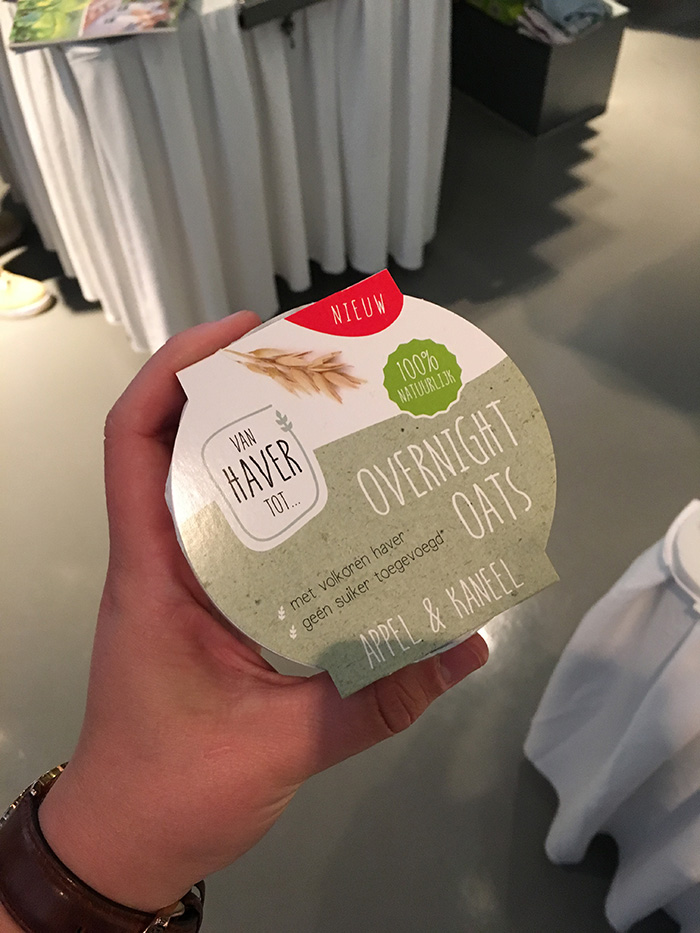 NIEUW
100%
NATUURLIJK
VAN
HAVER
TOT...
OVERNIGHT
OATS
met volkoren haver
geen suiker toegevoegd*
APPEL & KANEEL